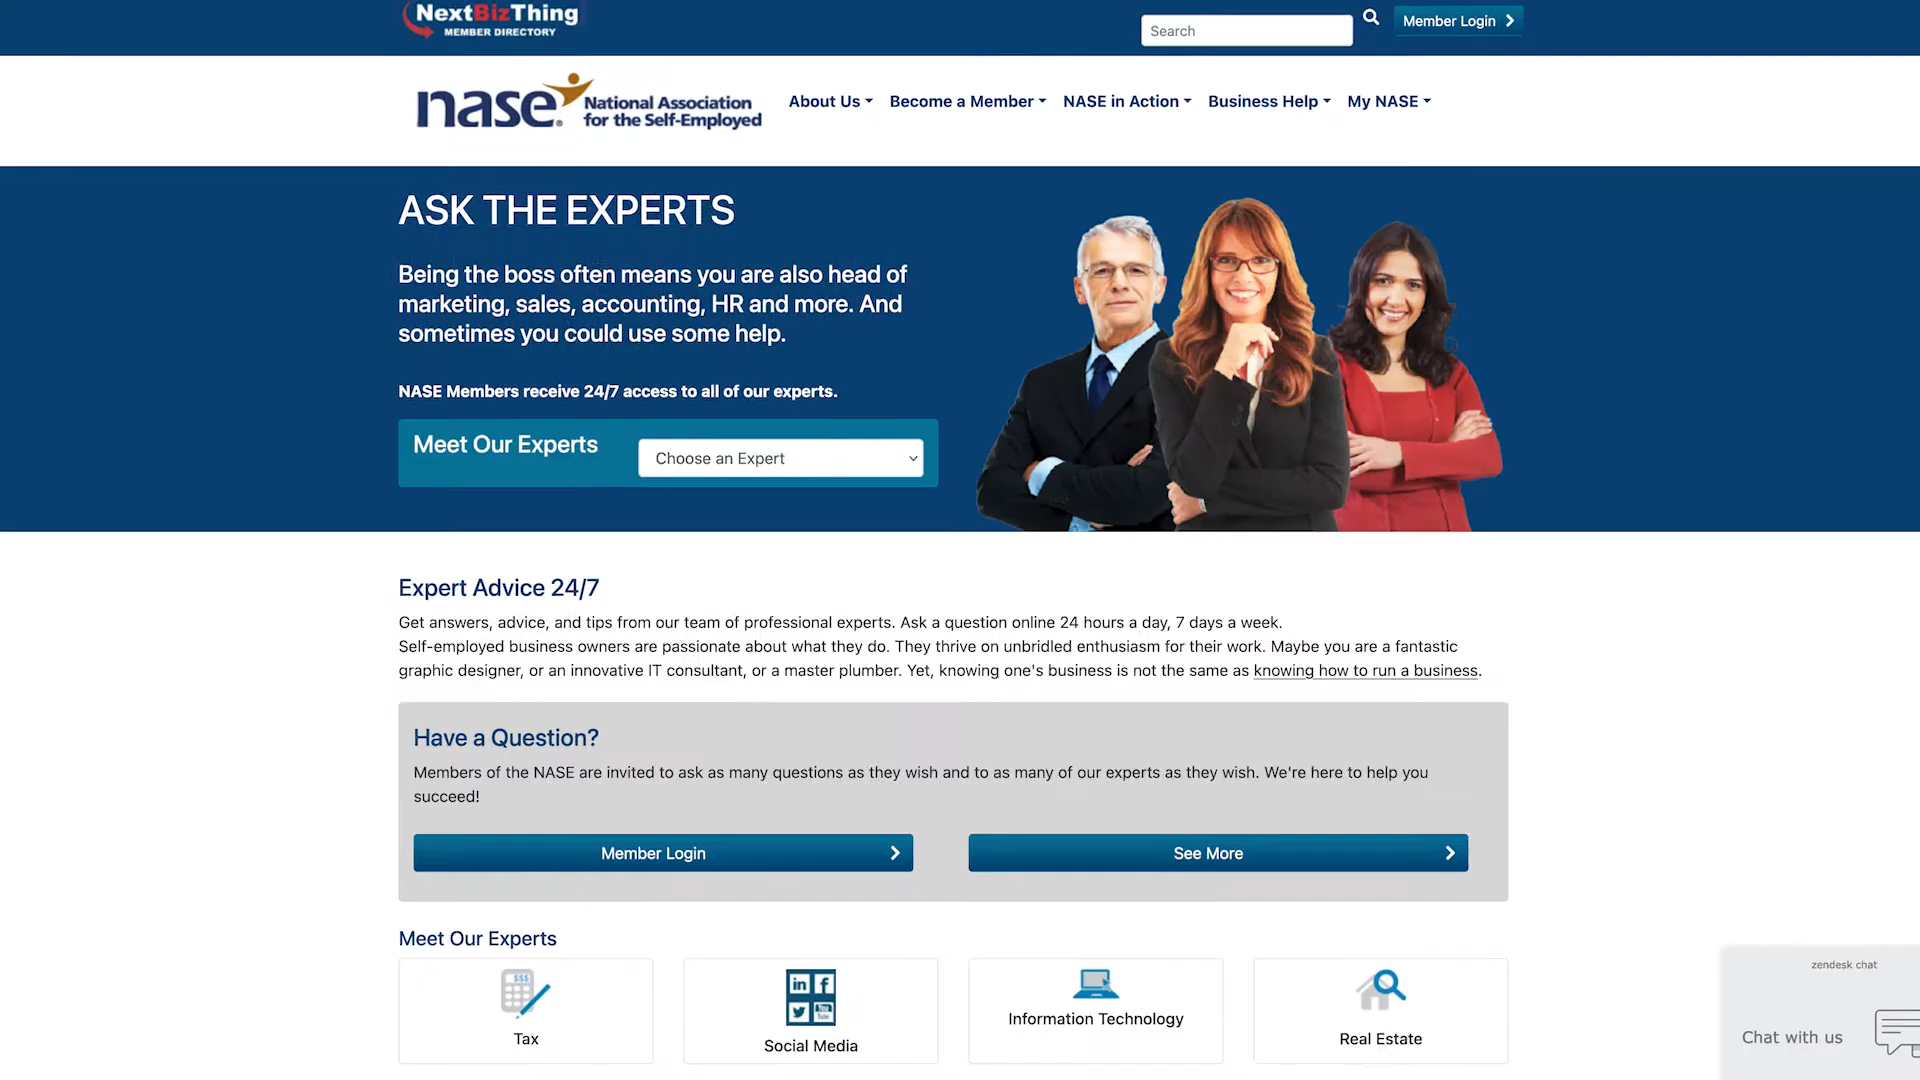 NextBizThing
MEMBER DIRECTORY
Search
Member Login
nase
National Association
for the Self-Employed
About Us
Become a Member
NASE in Action
Business Help
My NASE
ASK THE EXPERTS
Being the boss often means you are also head of
marketing, sales, accounting, HR and more. And
sometimes you could use some help.
NASE Members receive 24/7 access to all of our experts.
Meet Our Experts
Choose an Expert
Expert Advice 24/7
Get answers, advice, and tips from our team of professional experts. Ask a question online 24 hours a day, 7 days a week.
Self-employed business owners are passionate about what they do. They thrive on unbridled enthusiasm for their work. Maybe you are a fantastic
graphic designer, or an innovative IT consultant, or a master plumber. Yet, knowing one's business is not the same as knowing how to run a business.
Have a Question?
Members of the NASE are invited to ask as many questions as they wish and to as many of our experts as they wish. We're here to help you
succeed!
Member Login
See More
Meet Our Experts
$$$
Tax
in f
You
Tube
Social Media
Information Technology
Real Estate
zendesk chat
Chat with us